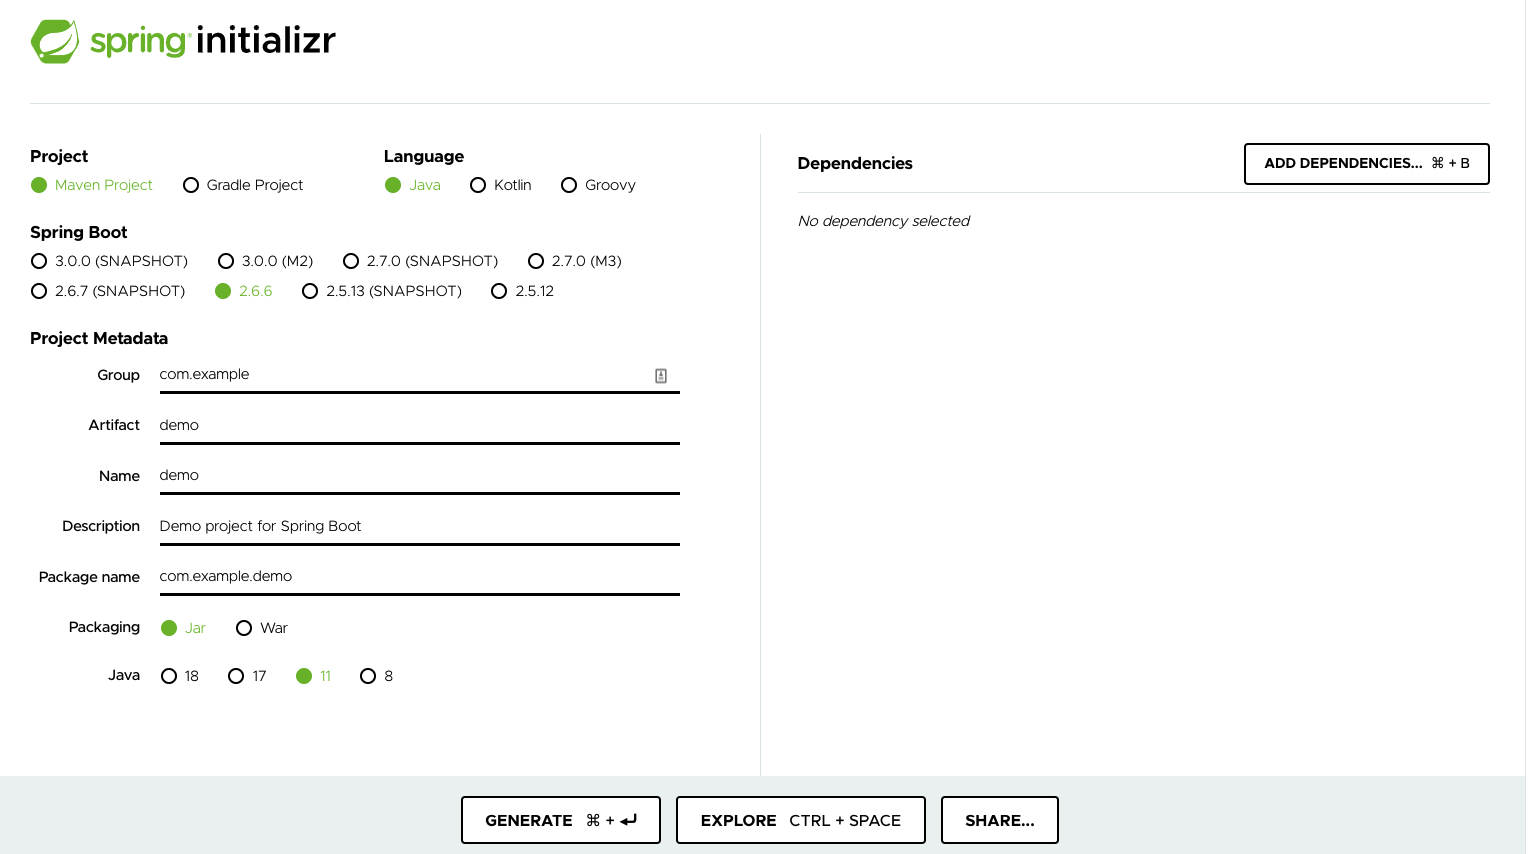 spring initializr
Project
Maven Project Gradle Project
Language
Java Kotlin Groovy
Spring Boot
3.0.0 (SNAPSHOT) 3.0.0 (M2) 2.7.0 (SNAPSHOT) 2.7.0 (M3)
2.6.7 (SNAPSHOT) 2.6.6 2.5.13 (SNAPSHOT) 2.5.12
Project Metadata
Group com.example
Artifact demo
Name demo
Description Demo project for Spring Boot
Package name com.example.demo
Packaging Jar War
Java 18 17 11 8
Dependencies ADD DEPENDENCIES... ⌘ + B
No dependency selected
GENERATE ⌘ + ↵ EXPLORE CTRL + SPACE SHARE...